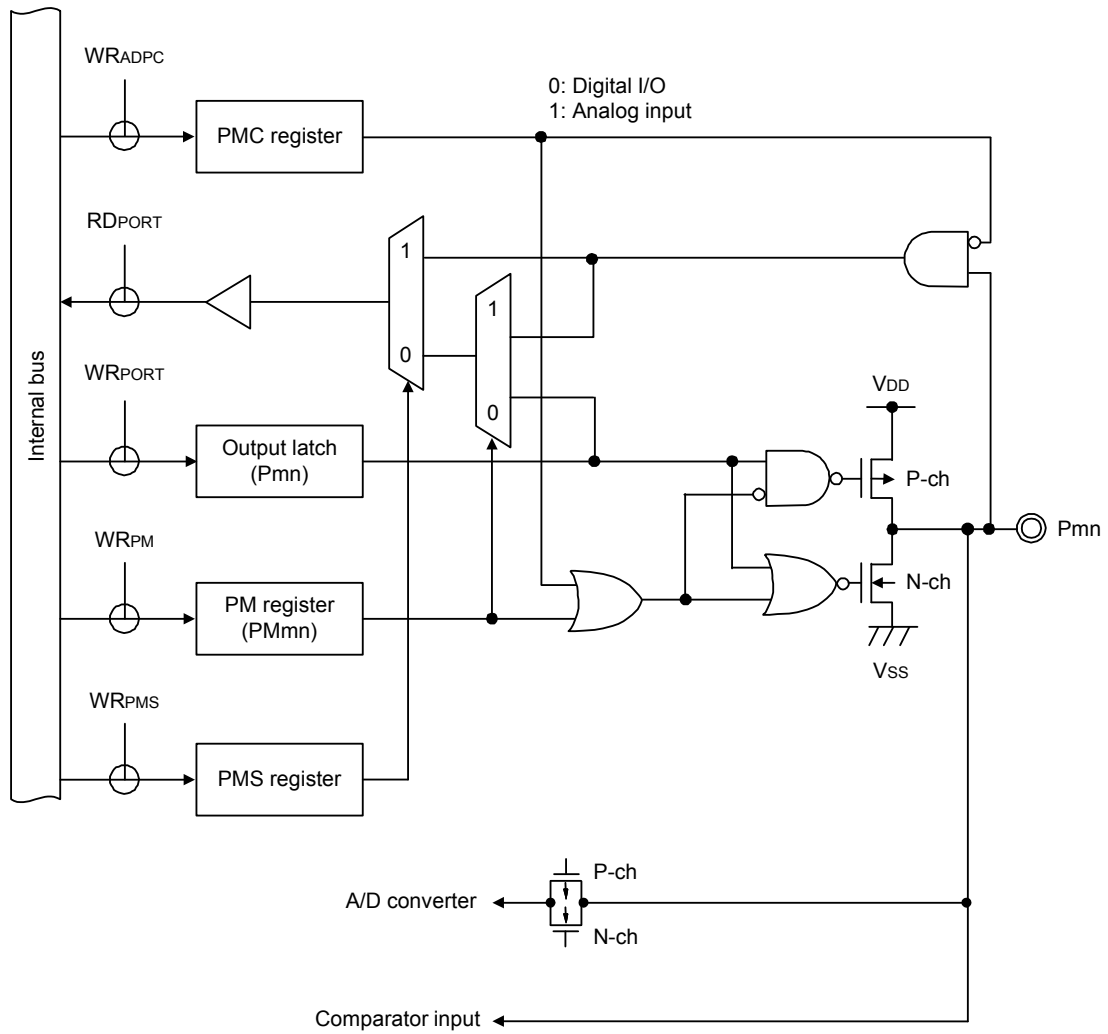 WRADPC
0: Digital I/O
1: Analog input
PMC register
RDPORT
1
1
0
0
Internal bus
WRPORT
VDD
Output latch
(Pmn)
P-ch
Pmn
WRPM
N-ch
PM register
(PMmn)
VSS
WRPMS
PMS register
P-ch
A/D converter
N-ch
Comparator input